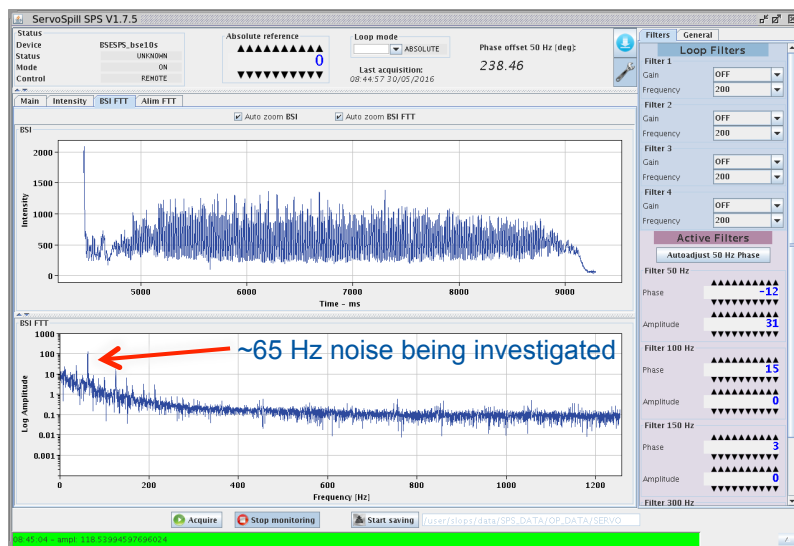 ServoSpill SPS V1.7.5
Status
Device BSESPS_bse10s
Status UNKNOWN
Mode ON
Control REMOTE
Absolute reference
0
Loop mode
ABSOLUTE
Last acquisition:
08:44:57 30/05/2016
Phase offset 50 Hz (deg):
238.46
Main Intensity BSI FTT Alim FTT
Auto zoom BSI Auto zoom BSI FTT
BSI
Intensity
2000
1500
1000
500
0
5000 6000 7000 8000 9000
Time - ms
BSI FTT
Log Amplitude
1000
100
10
1
0.1
0.01
0.001
~65 Hz noise being investigated
0 200 400 600 800 1000 1200
Frequency [Hz]
Acquire Stop monitoring Start saving /user/slops/data/SPS_DATA/OP_DATA/SERVO
08:45:04 - ampl: 118.53994597696024
Filters General
Loop Filters
Filter 1
Gain OFF
Frequency 200
Filter 2
Gain OFF
Frequency 200
Filter 3
Gain OFF
Frequency 200
Filter 4
Gain OFF
Frequency 200
Active Filters
Autoadjust 50 Hz Phase
Filter 50 Hz
Phase -12
Amplitude 31
Filter 100 Hz
Phase 15
Amplitude 0
Filter 150 Hz
Phase 3
Amplitude 0
Filter 300 Hz